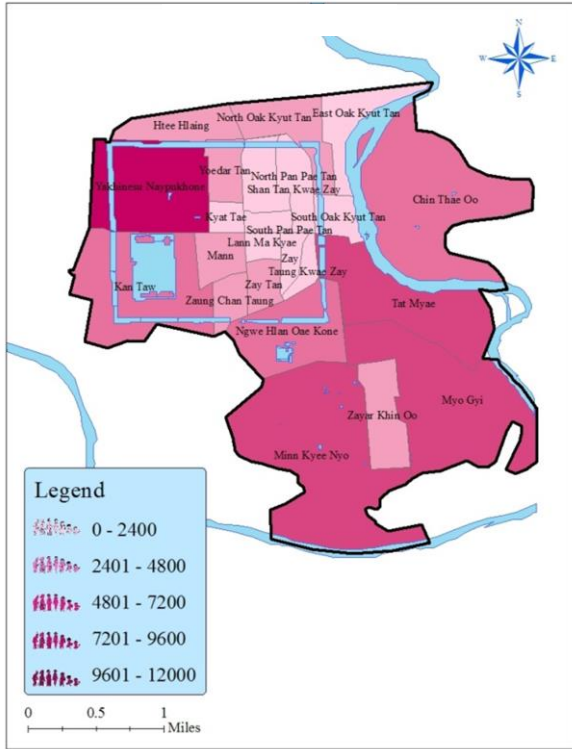 N
W E
S
North Oak Kyut Tan
East Oak Kyut Tan
Htee Hlaing
Yoedar Tan
North Pan Pae Tan
Yakhinesu Naypukhone
Shan Tan Kwae Zay
Chin Thae Oo
Kyat Tae
South Oak Kyut Tan
South Pan Pae Tan
Lann Ma Kyae
Mann
Zay
Taung Kwae Zay
Kan Taw
Zay Tan
Zaung Chan Taung
Tat Myae
Ngwe Hlan Oae Kone
Myo Gyi
Zayar Khin Oo
Minn Kyee Nyo
Legend
0 - 2400
2401 - 4800
4801 - 7200
7201 - 9600
9601 - 12000
0 0.5 1
Miles